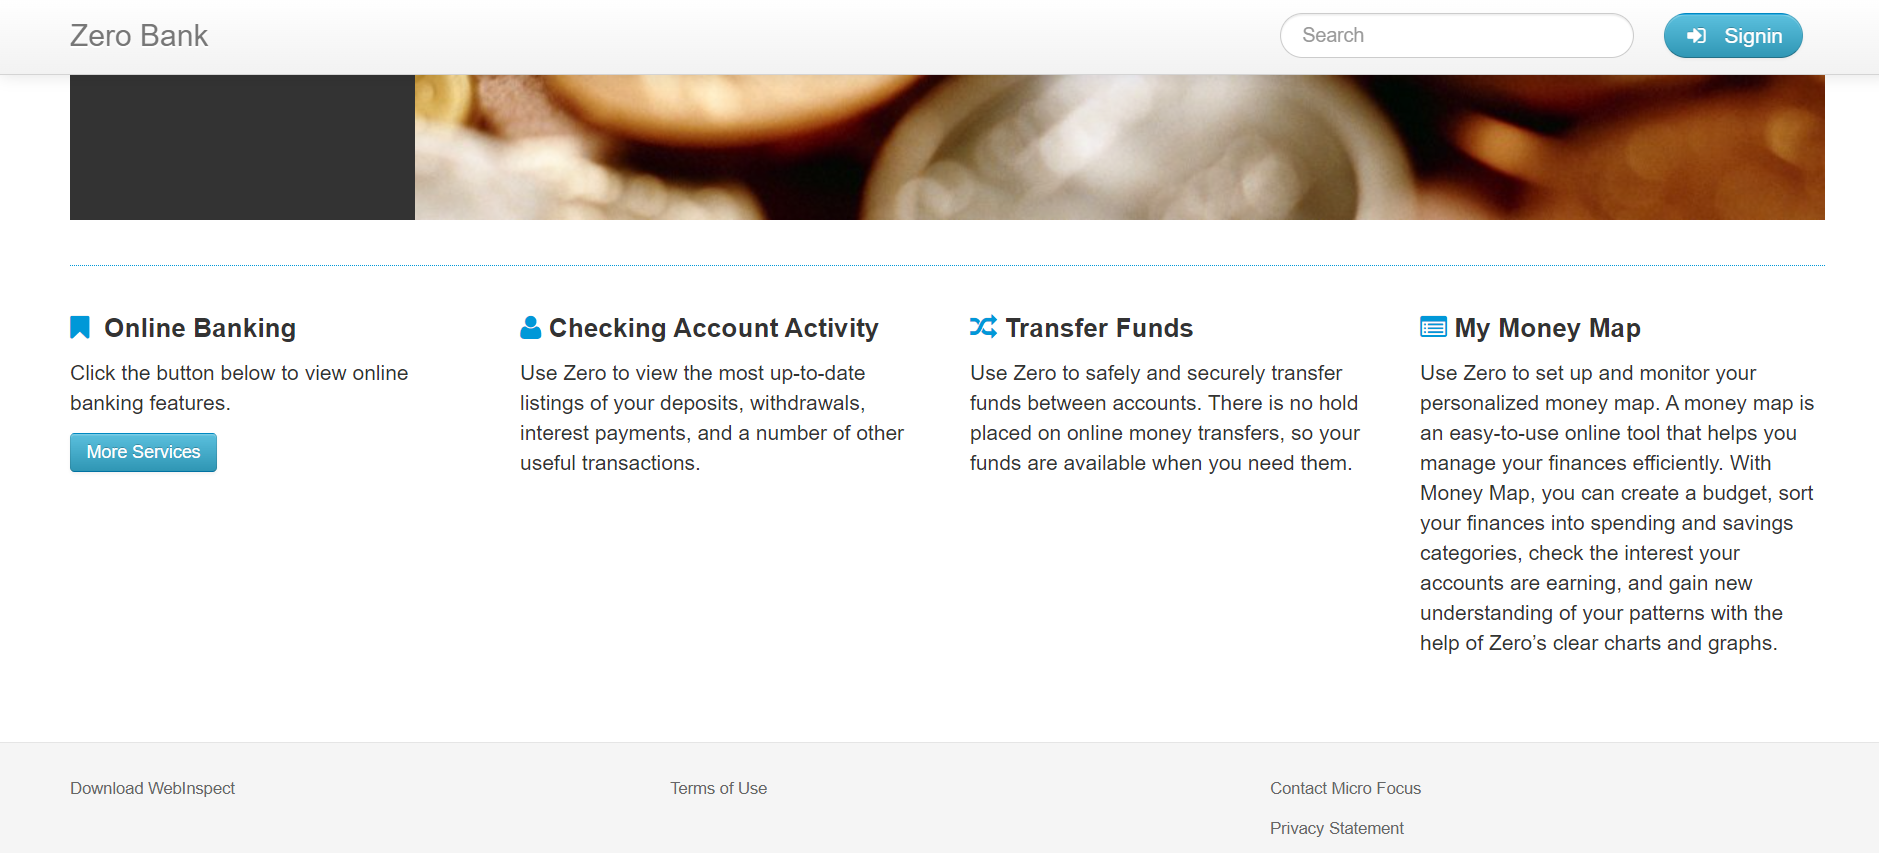 Zero Bank
Search
Signin
Online Banking
Click the button below to view online
banking features.
More Services
Checking Account Activity
Use Zero to view the most up-to-date
listings of your deposits, withdrawals,
interest payments, and a number of other
useful transactions.
Transfer Funds
Use Zero to safely and securely transfer
funds between accounts. There is no hold
placed on online money transfers, so your
funds are available when you need them.
My Money Map
Use Zero to set up and monitor your
personalized money map. A money map is
an easy-to-use online tool that helps you
manage your finances efficiently. With
Money Map, you can create a budget, sort
your finances into spending and savings
categories, check the interest your
accounts are earning, and gain new
understanding of your patterns with the
help of Zero’s clear charts and graphs.
Download WebInspect
Terms of Use
Contact Micro Focus
Privacy Statement